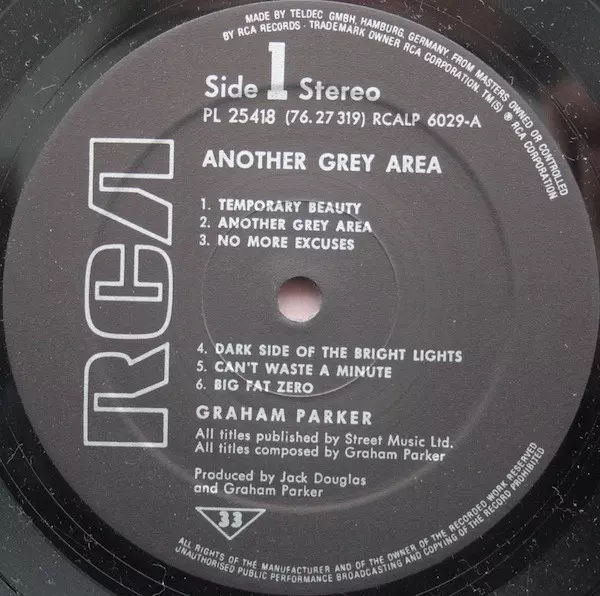 MADE BY TELDEC GMBH, HAMBURG, GERMANY, FROM MASTERS OWNED OR CONTROLLED
BY RCA RECORDS · TRADEMARK OWNER RCA CORPORATION. TM(S) ® RCA CORPORATION
Side 1 Stereo
PL 25418 (76.27319) RCALP 6029-A
RCA
ANOTHER GREY AREA
1. TEMPORARY BEAUTY
2. ANOTHER GREY AREA
3. NO MORE EXCUSES
4. DARK SIDE OF THE BRIGHT LIGHTS
5. CAN'T WASTE A MINUTE
6. BIG FAT ZERO
GRAHAM PARKER
All titles published by Street Music Ltd.
All titles composed by Graham Parker
Produced by Jack Douglas
and Graham Parker
33
ALL RIGHTS OF THE MANUFACTURER AND OF THE OWNER OF THE RECORDED WORK RESERVED
UNAUTHORISED PUBLIC PERFORMANCE BROADCASTING AND COPYING OF THE RECORD PROHIBITED